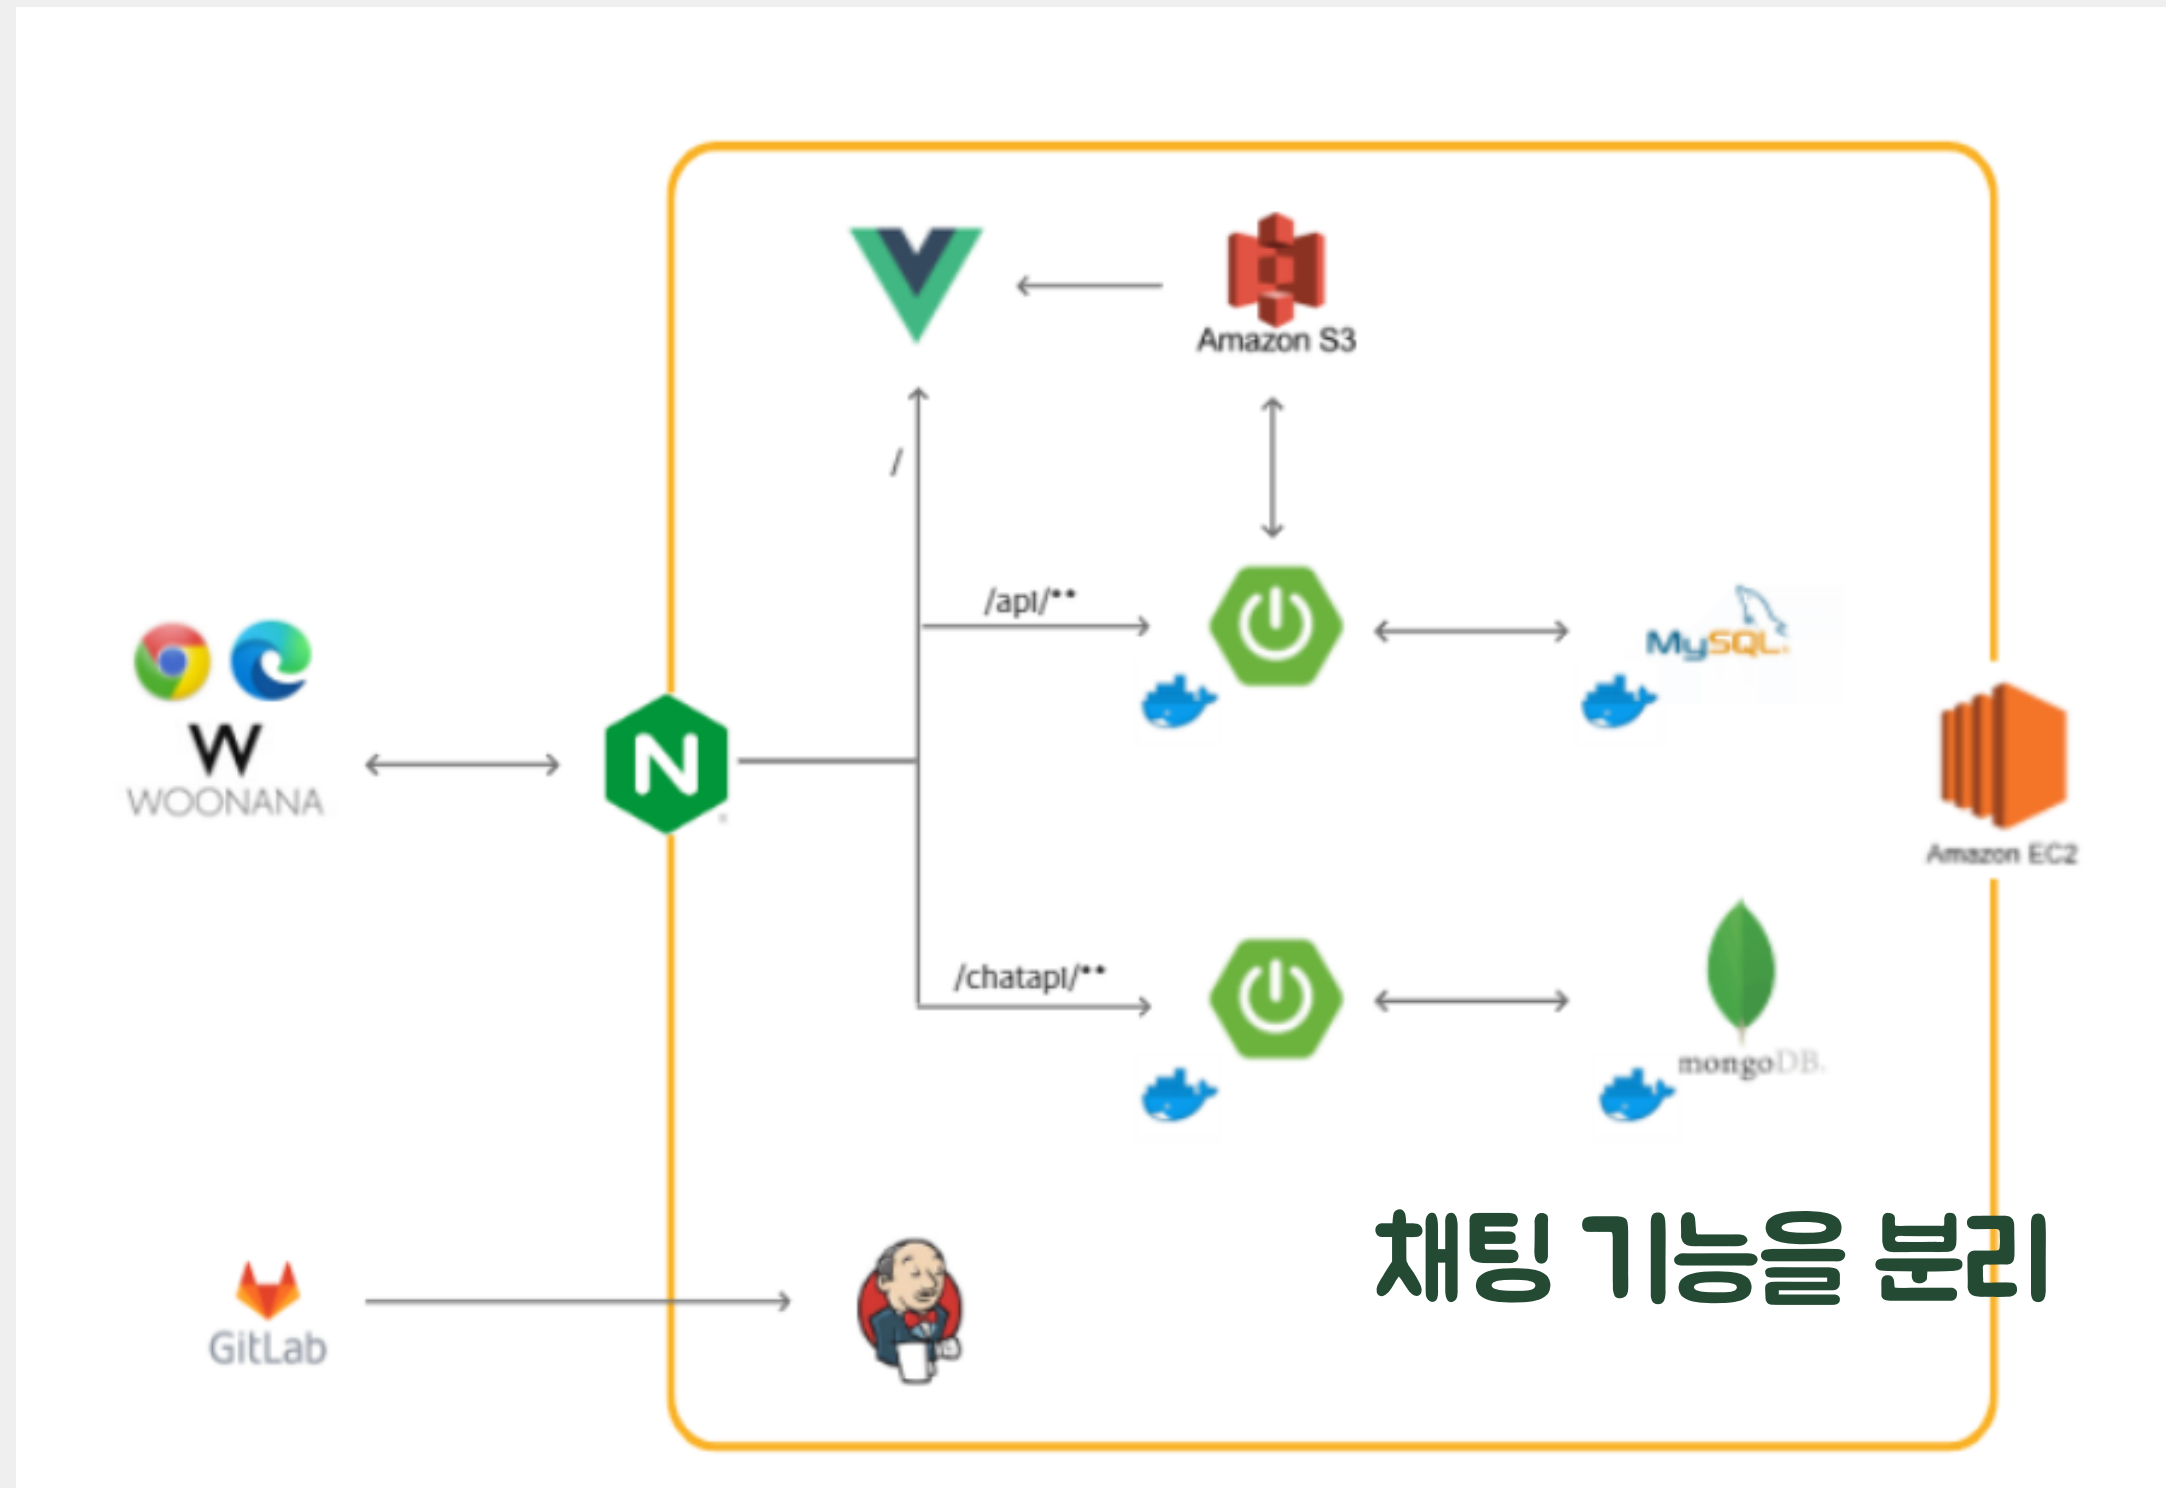 Amazon S3
/
/api/**
MySQL
W
WOONANA
N
Amazon EC2
/chatapi/**
mongoDB.
채팅 기능을 분리
GitLab